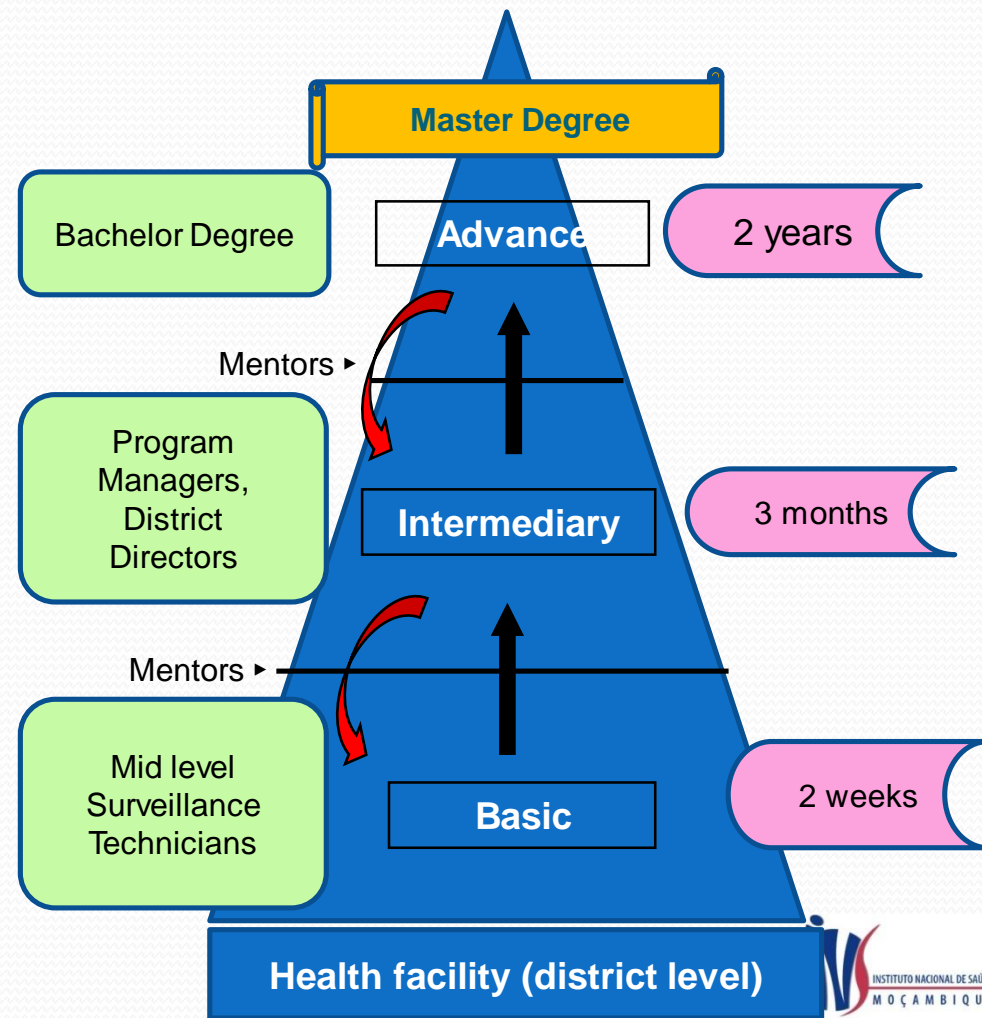 Master Degree
Bachelor Degree
Advance
2 years
Mentors ▸
Program
Managers,
District
Directors
Intermediary
3 months
Mentors ▸
Mid level
Surveillance
Technicians
Basic
2 weeks
Health facility (district level)
INS
INSTITUTO NACIONAL DE SAÚ
MOÇAMBIQU